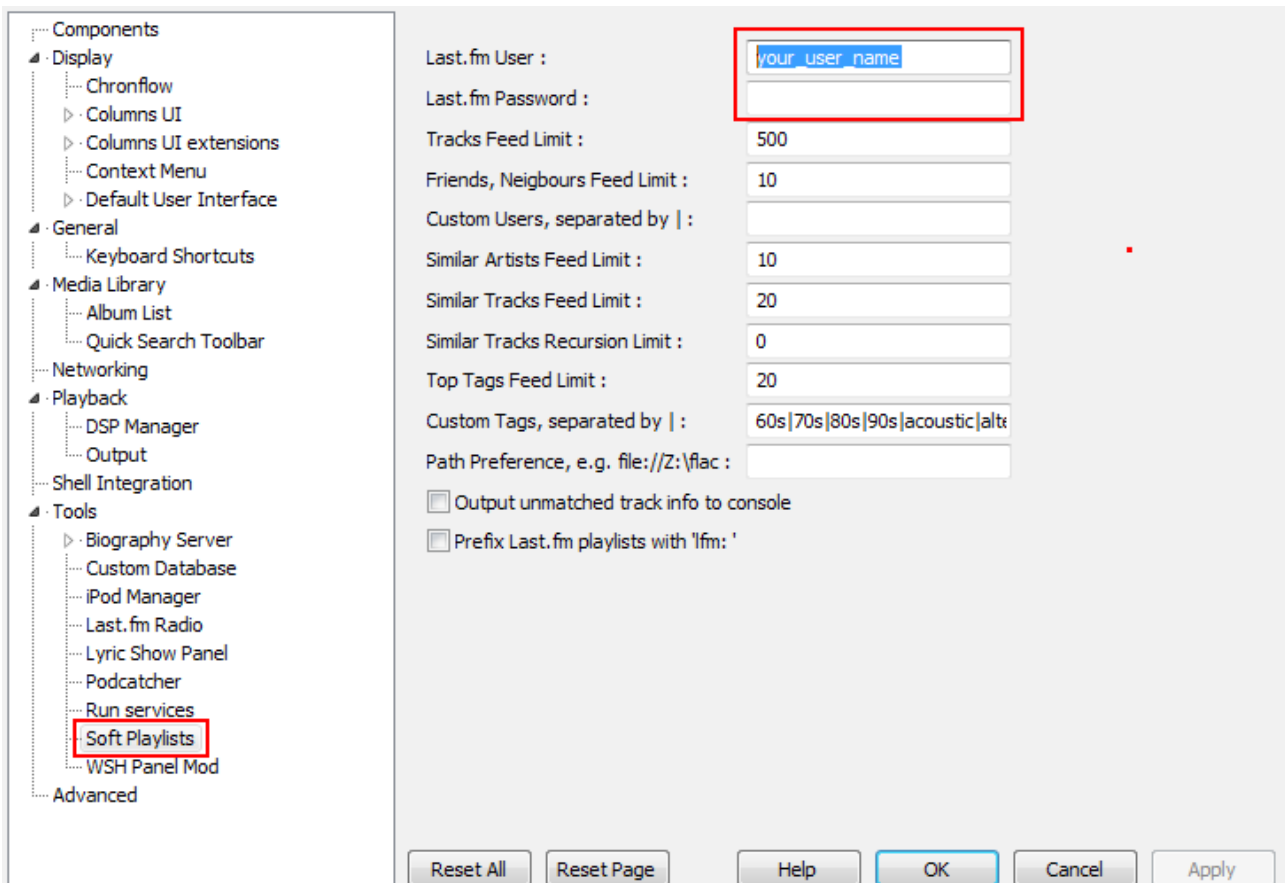 Components
Display
Chronflow
Columns UI
Columns UI extensions
Context Menu
Default User Interface
General
Keyboard Shortcuts
Media Library
Album List
Quick Search Toolbar
Networking
Playback
DSP Manager
Output
Shell Integration
Tools
Biography Server
Custom Database
iPod Manager
Last.fm Radio
Lyric Show Panel
Podcatcher
Run services
Soft Playlists
WSH Panel Mod
Advanced
Last.fm User : your_user_name
Last.fm Password :
Tracks Feed Limit : 500
Friends, Neigbours Feed Limit : 10
Custom Users, separated by | :
Similar Artists Feed Limit : 10
Similar Tracks Feed Limit : 20
Similar Tracks Recursion Limit : 0
Top Tags Feed Limit : 20
Custom Tags, separated by | : 60s|70s|80s|90s|acoustic|alte
Path Preference, e.g. file://Z:\flac :
Output unmatched track info to console
Prefix Last.fm playlists with 'lfm: '
Reset All Reset Page Help OK Cancel Apply